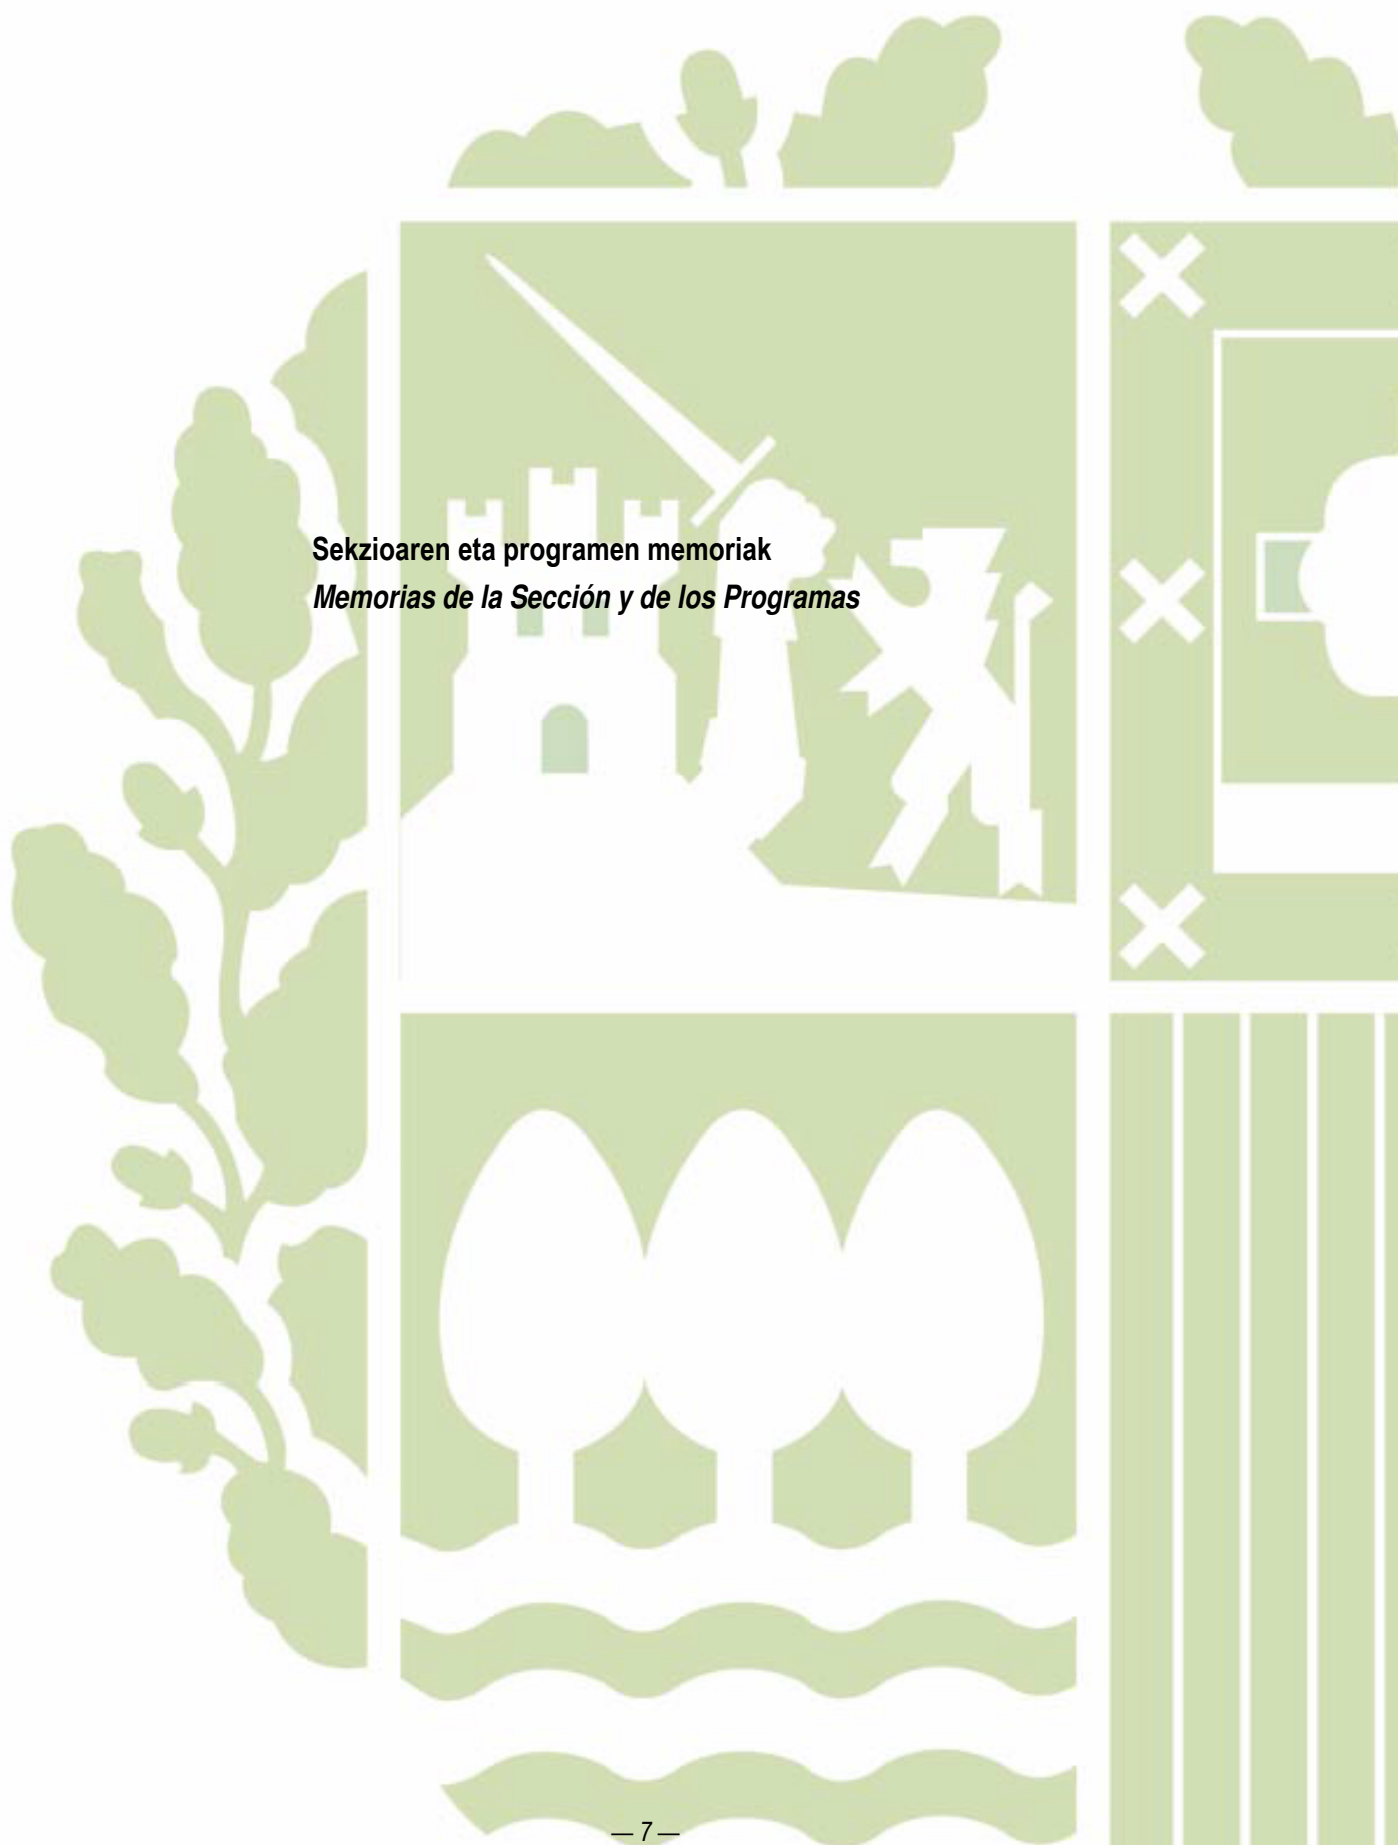 Sekzioaren eta programen memoriak
Memorias de la Sección y de los Programas
— 7 —